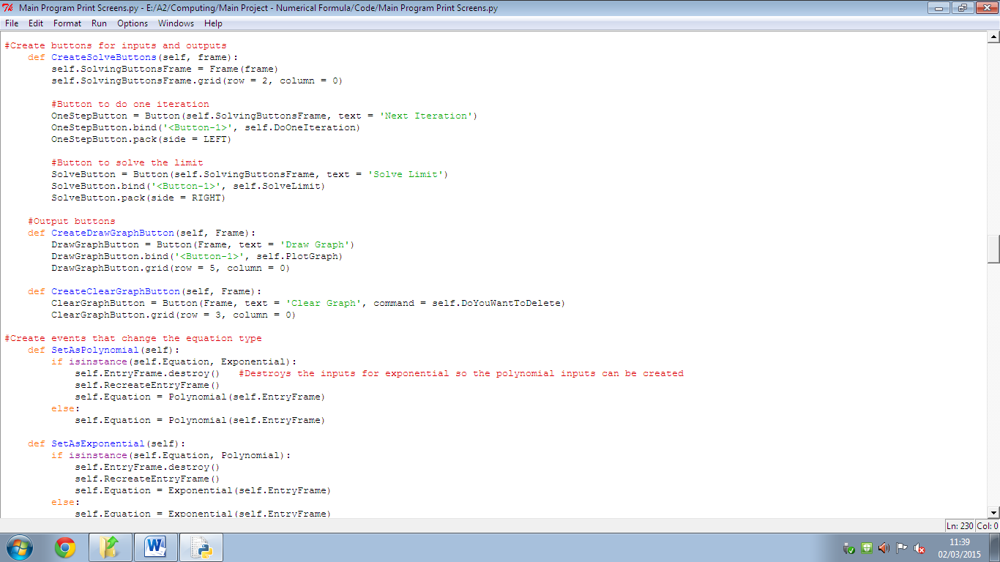 Main Program Print Screens.py - E:/A2/Computing/Main Project - Numerical Formula/Code/Main Program Print Screens.py
File Edit Format Run Options Windows Help
#Create buttons for inputs and outputs
    def CreateSolveButtons(self, frame):
        self.SolvingButtonsFrame = Frame(frame)
        self.SolvingButtonsFrame.grid(row = 2, column = 0)

        #Button to do one iteration
        OneStepButton = Button(self.SolvingButtonsFrame, text = 'Next Iteration')
        OneStepButton.bind('<Button-1>', self.DoOneIteration)
        OneStepButton.pack(side = LEFT)

        #Button to solve the limit
        SolveButton = Button(self.SolvingButtonsFrame, text = 'Solve Limit')
        SolveButton.bind('<Button-1>', self.SolveLimit)
        SolveButton.pack(side = RIGHT)

    #Output buttons
    def CreateDrawGraphButton(self, Frame):
        DrawGraphButton = Button(Frame, text = 'Draw Graph')
        DrawGraphButton.bind('<Button-1>', self.PlotGraph)
        DrawGraphButton.grid(row = 5, column = 0)

    def CreateClearGraphButton(self, Frame):
        ClearGraphButton = Button(Frame, text = 'Clear Graph', command = self.DoYouWantToDelete)
        ClearGraphButton.grid(row = 3, column = 0)

#Create events that change the equation type
    def SetAsPolynomial(self):
        if isinstance(self.Equation, Exponential):
            self.EntryFrame.destroy()   #Destroys the inputs for exponential so the polynomial inputs can be created
            self.RecreateEntryFrame()
            self.Equation = Polynomial(self.EntryFrame)
        else:
            self.Equation = Polynomial(self.EntryFrame)

    def SetAsExponential(self):
        if isinstance(self.Equation, Polynomial):
            self.EntryFrame.destroy()
            self.RecreateEntryFrame()
            self.Equation = Exponential(self.EntryFrame)
        else:
            self.Equation = Exponential(self.EntryFrame)
Ln: 230 Col: 0
11:39
02/03/2015